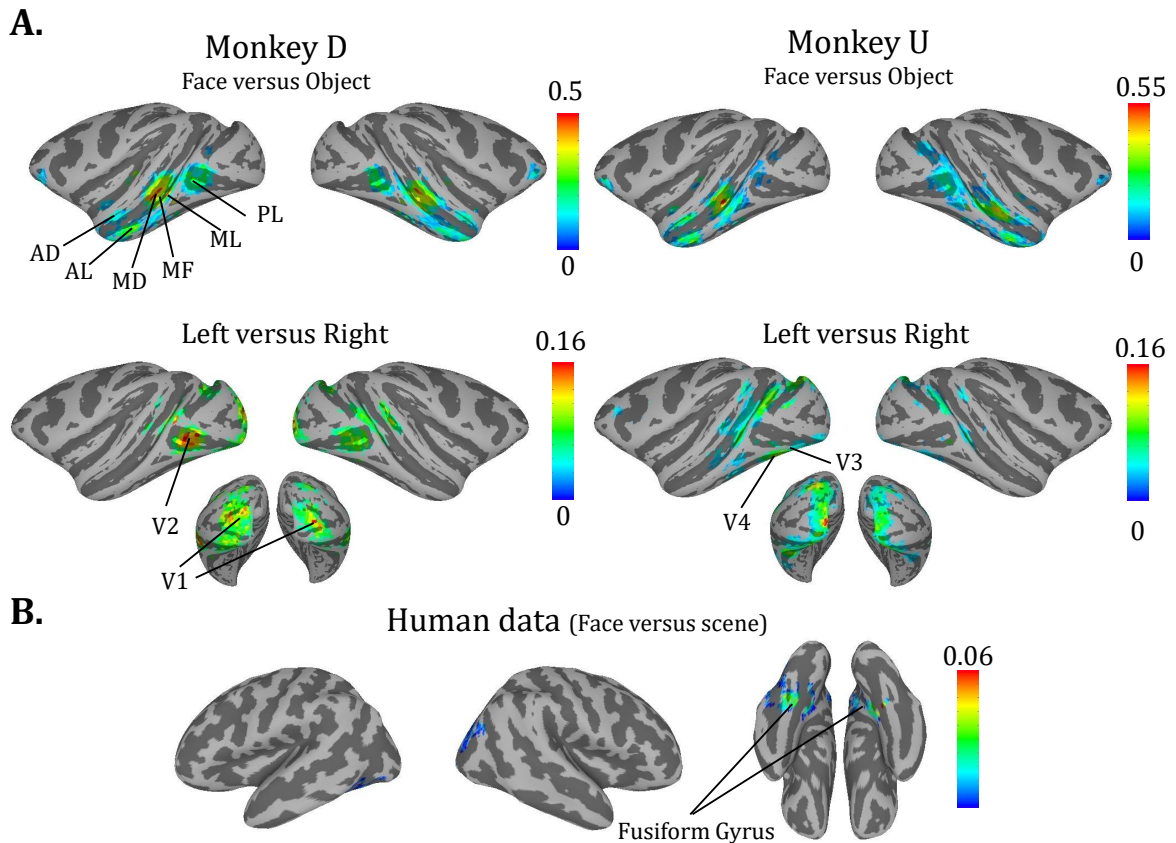 A.
Monkey D
Face versus Object
0.5
0
AD
AL
MD
MF
ML
PL
Monkey U
Face versus Object
0.55
0
Left versus Right
0.16
0
V2
V1
Left versus Right
0.16
0
V3
V4
B.
Human data (Face versus scene)
0.06
Fusiform Gyrus